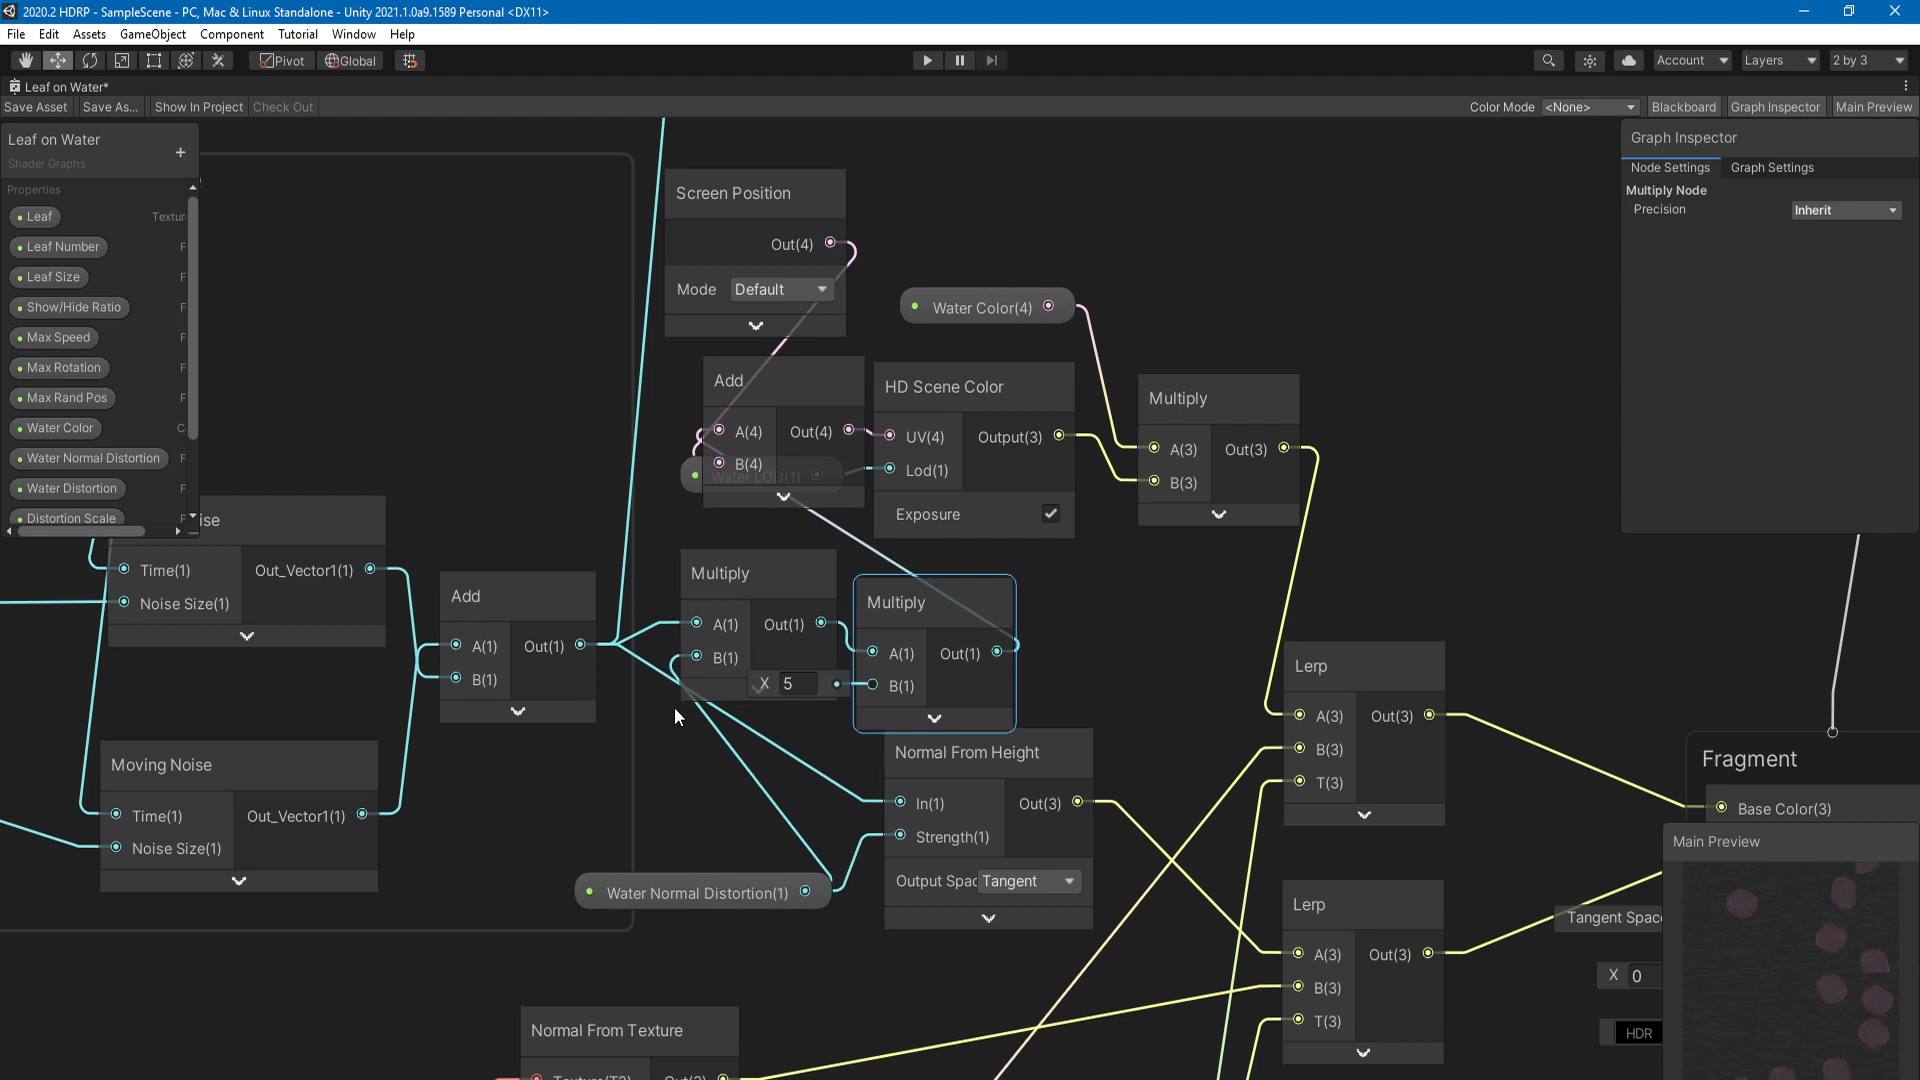 2020.2 HDRP - SampleScene - PC, Mac & Linux Standalone - Unity 2021.1.0a9.1589 Personal <DX11>
File Edit Assets GameObject Component Tutorial Window Help
Pivot Global Account Layers 2 by 3
Leaf on Water*
Save Asset Save As... Show In Project Check Out Color Mode <None> Blackboard Graph Inspector Main Preview
Leaf on Water
Shader Graphs
Properties
Leaf Textur
Leaf Number F
Leaf Size F
Show/Hide Ratio F
Max Speed F
Max Rotation F
Max Rand Pos F
Water Color C
Water Normal Distortion F
Water Distortion F
Distortion Scale F
ise
Time(1) Out_Vector1(1)
Noise Size(1)
Moving Noise
Time(1) Out_Vector1(1)
Noise Size(1)
Add
A(1) Out(1)
B(1)
Screen Position
Out(4)
Mode Default
Water Color(4)
Add
A(4) Out(4)
B(4)
Water LOD(1)
HD Scene Color
UV(4) Output(3)
Lod(1)
Exposure
Multiply
A(3) Out(3)
B(3)
Multiply
A(1) Out(1)
B(1)
X 5
Multiply
A(1) Out(1)
B(1)
Normal From Height
In(1) Out(3)
Strength(1)
Output Spac Tangent
Water Normal Distortion(1)
Normal From Texture
Texture(T2) Out(3)
Lerp
A(3) Out(3)
B(3)
T(3)
Lerp
A(3) Out(3)
B(3)
T(3)
Graph Inspector
Node Settings Graph Settings
Multiply Node
Precision Inherit
Fragment
Base Color(3)
Tangent Space
X 0
HDR
Main Preview